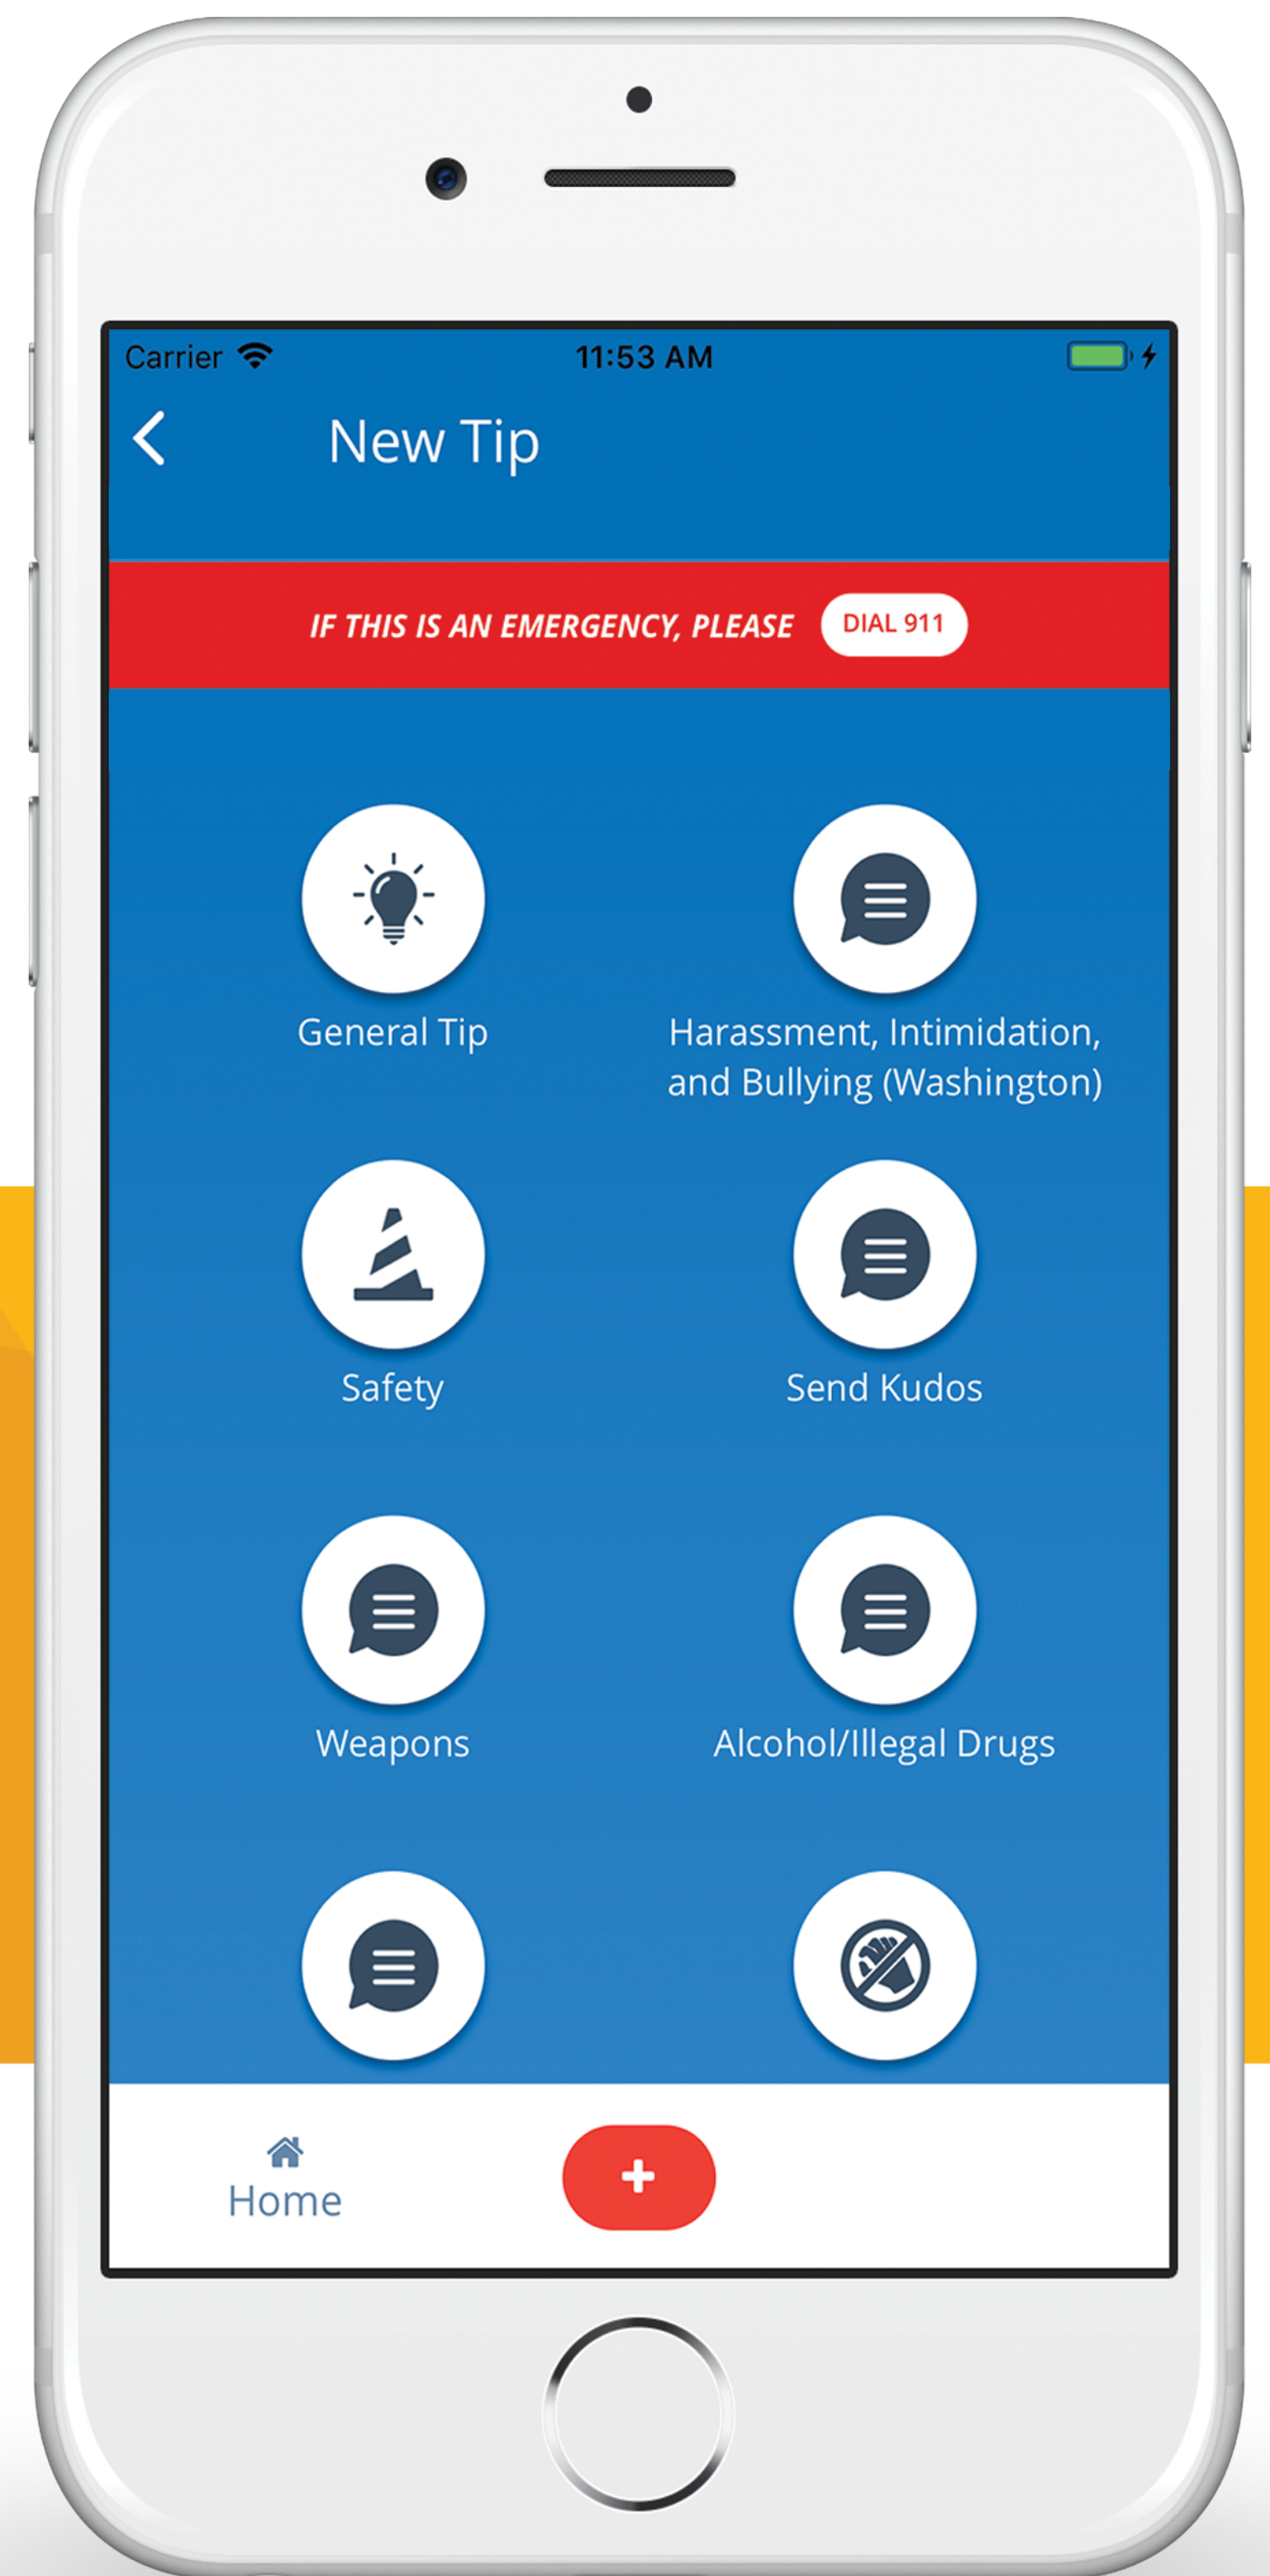 Carrier 11:53 AM
New Tip
IF THIS IS AN EMERGENCY, PLEASE DIAL 911
General Tip
Harassment, Intimidation,
and Bullying (Washington)
Safety
Send Kudos
Weapons
Alcohol/Illegal Drugs
Home